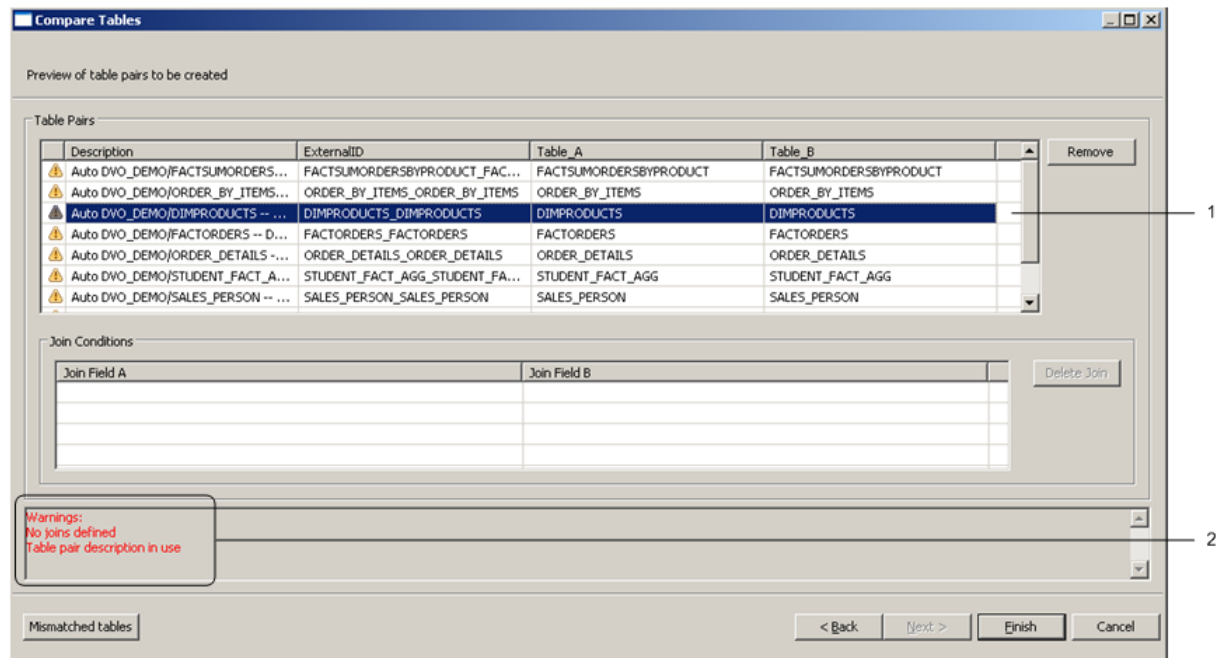 Compare Tables
Preview of table pairs to be created
Table Pairs
Description ExternalID Table_A Table_B
Remove
Auto DVO_DEMO/FACTSUMORDERS... FACTSUMORDERSBYPRODUCT_FAC... FACTSUMORDERSBYPRODUCT FACTSUMORDERSBYPRODUCT
Auto DVO_DEMO/ORDER_BY_ITEMS... ORDER_BY_ITEMS_ORDER_BY_ITEMS ORDER_BY_ITEMS ORDER_BY_ITEMS
Auto DVO_DEMO/DIMPRODUCTS -- ... DIMPRODUCTS_DIMPRODUCTS DIMPRODUCTS DIMPRODUCTS
1
Auto DVO_DEMO/FACTORDERS -- D... FACTORDERS_FACTORDERS FACTORDERS FACTORDERS
Auto DVO_DEMO/ORDER_DETAILS -... ORDER_DETAILS_ORDER_DETAILS ORDER_DETAILS ORDER_DETAILS
Auto DVO_DEMO/STUDENT_FACT_A... STUDENT_FACT_AGG_STUDENT_FA... STUDENT_FACT_AGG STUDENT_FACT_AGG
Auto DVO_DEMO/SALES_PERSON -- ... SALES_PERSON_SALES_PERSON SALES_PERSON SALES_PERSON
Join Conditions
Join Field A Join Field B
Delete Join
Warnings:
No joins defined
Table pair description in use
2
Mismatched tables < Back Next > Finish Cancel